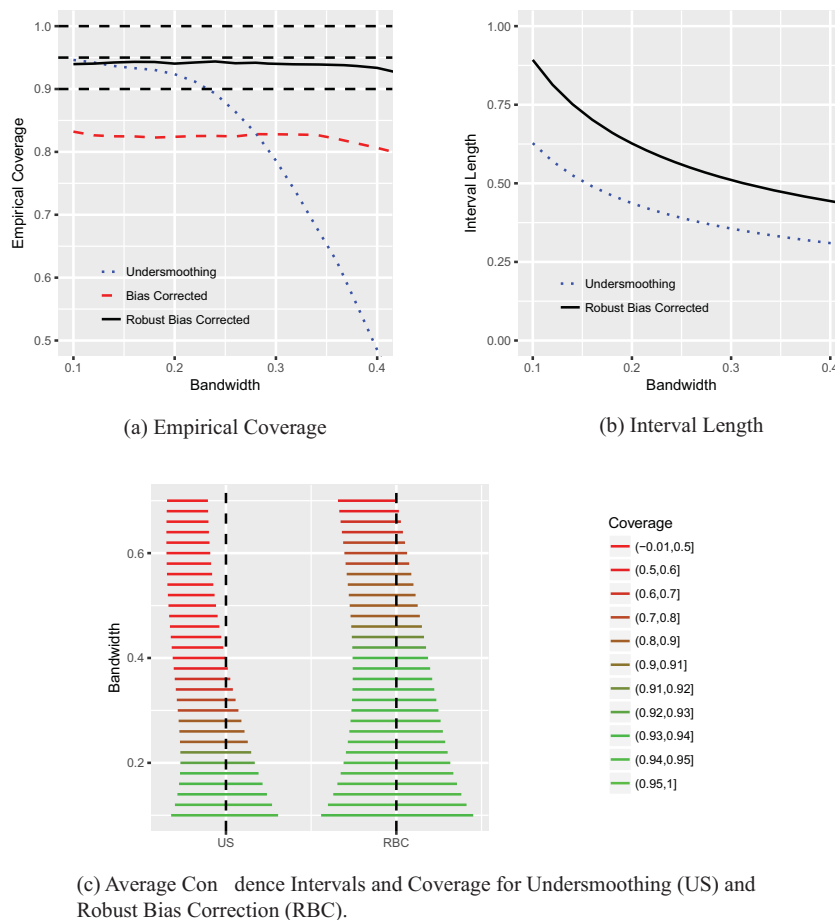 1.0
0.9
0.8
0.7
0.6
0.5
Empirical Coverage
Undersmoothing
Bias Corrected
Robust Bias Corrected
0.1
0.2
0.3
0.4
Bandwidth
(a) Empirical Coverage
1.00
0.75
0.50
0.25
0.00
Interval Length
Undersmoothing
Robust Bias Corrected
0.1
0.2
0.3
0.4
Bandwidth
(b) Interval Length
0.6
0.4
0.2
Bandwidth
US
RBC
Coverage
(−0.01,0.5]
(0.5,0.6]
(0.6,0.7]
(0.7,0.8]
(0.8,0.9]
(0.9,0.91]
(0.91,0.92]
(0.92,0.93]
(0.93,0.94]
(0.94,0.95]
(0.95,1]
(c) Average Con dence Intervals and Coverage for Undersmoothing (US) and
Robust Bias Correction (RBC).